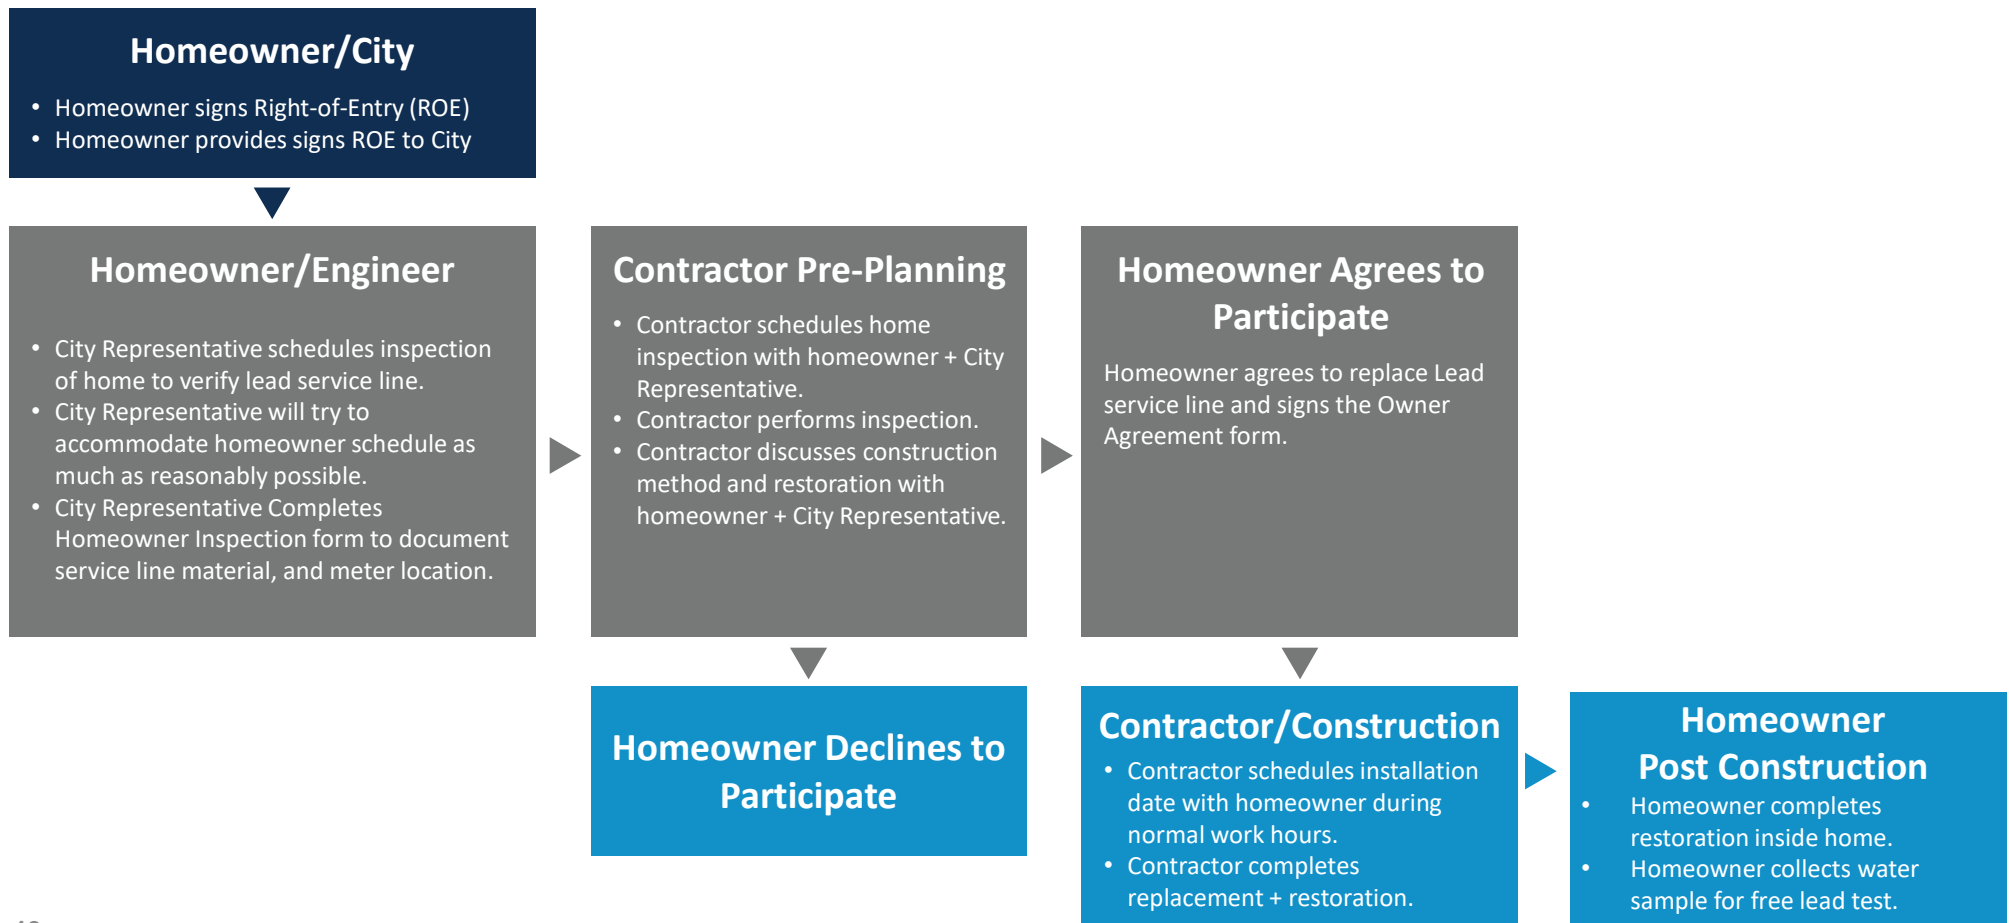 Homeowner/City
• Homeowner signs Right-of-Entry (ROE)
• Homeowner provides signs ROE to City
Homeowner/Engineer
• City Representative schedules inspection
of home to verify lead service line.
• City Representative will try to
accommodate homeowner schedule as
much as reasonably possible.
• City Representative Completes
Homeowner Inspection form to document
service line material, and meter location.
Contractor Pre-Planning
• Contractor schedules home
inspection with homeowner + City
Representative.
• Contractor performs inspection.
• Contractor discusses construction
method and restoration with
homeowner + City Representative.
Homeowner Agrees to
Participate
Homeowner agrees to replace Lead
service line and signs the Owner
Agreement form.
Homeowner Declines to
Participate
Contractor/Construction
• Contractor schedules installation
date with homeowner during
normal work hours.
• Contractor completes
replacement + restoration.
Homeowner
Post Construction
• Homeowner completes
restoration inside home.
• Homeowner collects water
sample for free lead test.